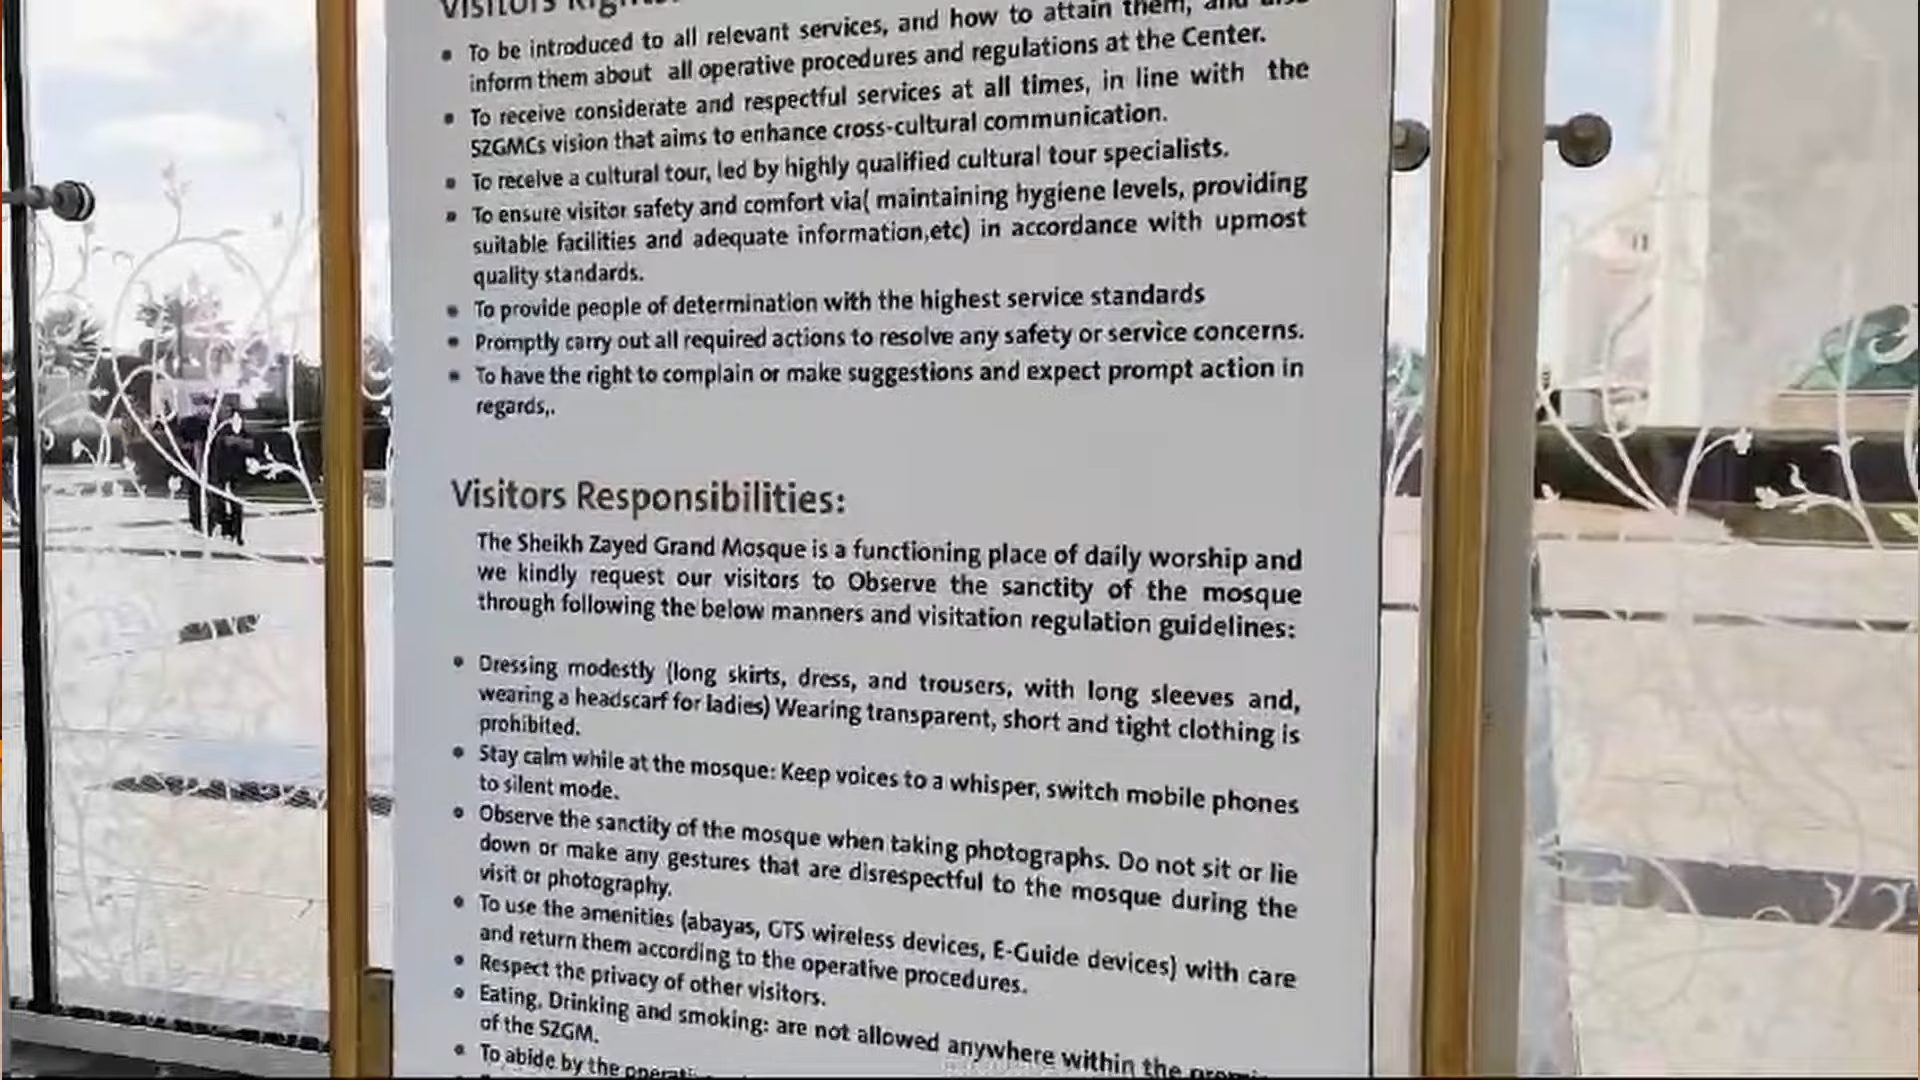 Visitors Rights
• To be introduced to all relevant services, and how to attain them, and also
inform them about all operative procedures and regulations at the Center.
• To receive considerate and respectful services at all times, in line with the
SZGMCs vision that aims to enhance cross-cultural communication.
• To receive a cultural tour, led by highly qualified cultural tour specialists.
• To ensure visitor safety and comfort via( maintaining hygiene levels, providing
suitable facilities and adequate information,etc) in accordance with upmost
quality standards.
• To provide people of determination with the highest service standards
• Promptly carry out all required actions to resolve any safety or service concerns.
• To have the right to complain or make suggestions and expect prompt action in
regards,.
Visitors Responsibilities:
The Sheikh Zayed Grand Mosque is a functioning place of daily worship and
we kindly request our visitors to Observe the sanctity of the mosque
through following the below manners and visitation regulation guidelines:
• Dressing modestly (long skirts, dress, and trousers, with long sleeves and,
wearing a headscarf for ladies) Wearing transparent, short and tight clothing is
prohibited.
• Stay calm while at the mosque: Keep voices to a whisper, switch mobile phones
to silent mode.
• Observe the sanctity of the mosque when taking photographs. Do not sit or lie
down or make any gestures that are disrespectful to the mosque during the
visit or photography.
• To use the amenities (abayas, GTS wireless devices, E-Guide devices) with care
and return them according to the operative procedures.
• Respect the privacy of other visitors.
• Eating, Drinking and smoking: are not allowed anywhere within the
of the SZGM.
• To abide by the